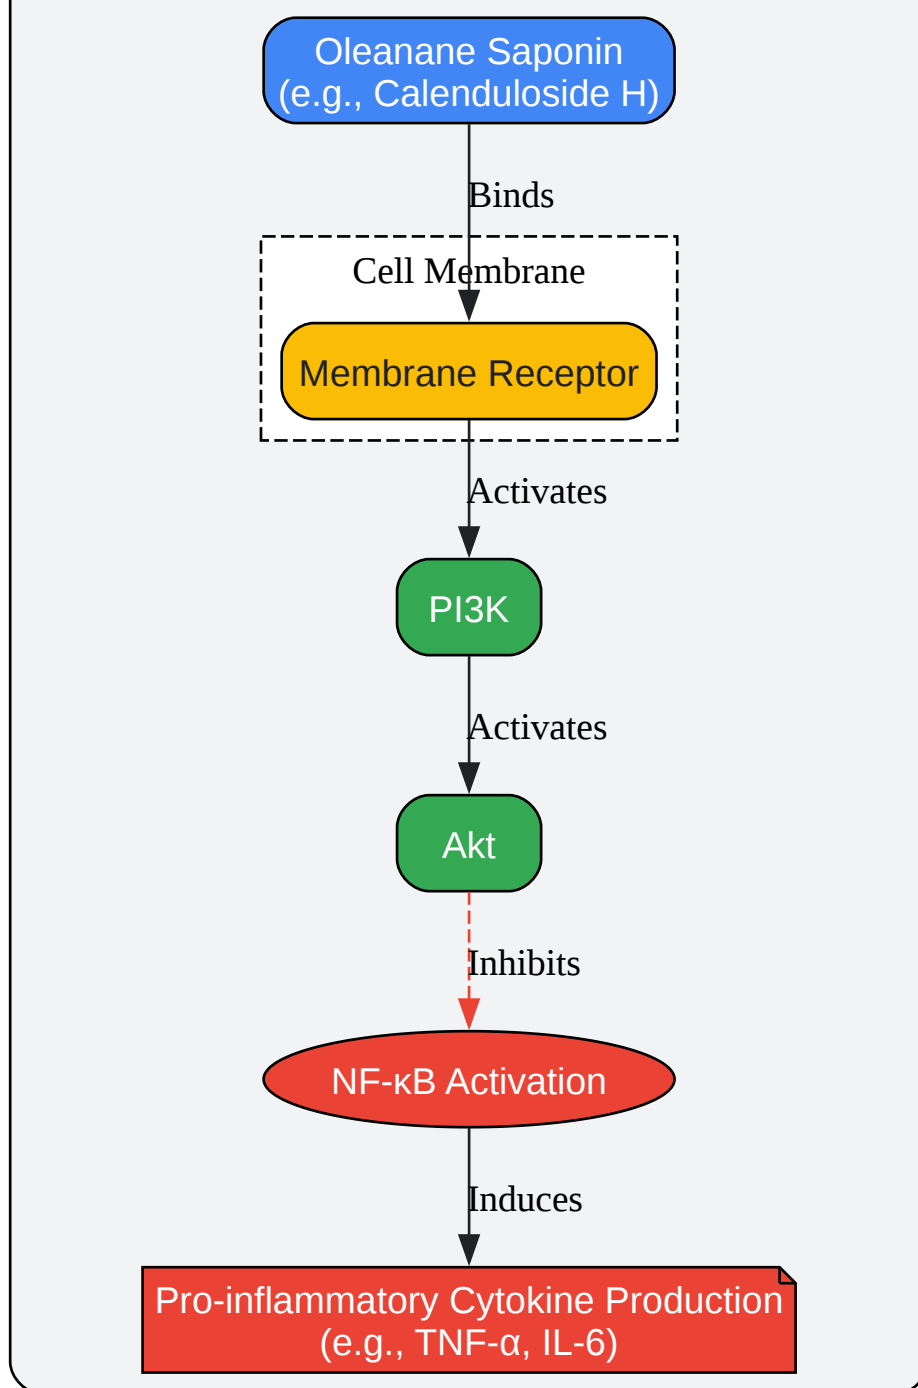 Oleanane Saponin
(e.g., Calenduloside H)
Binds
Cell Membrane
Membrane Receptor
Activates
PI3K
Activates
Akt
Inhibits
NF-κB Activation
Induces
Pro-inflammatory Cytokine Production
(e.g., TNF-α, IL-6)